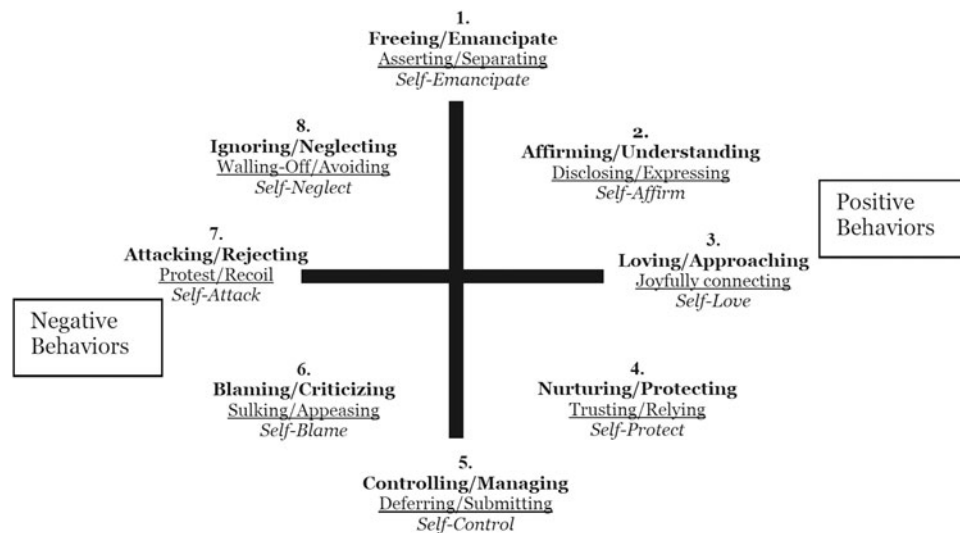 1.
Freeing/Emancipate
Asserting/Separating
Self-Emancipate
8.
Ignoring/Neglecting
Walling-Off/Avoiding
Self-Neglect
2.
Affirming/Understanding
Disclosing/Expressing
Self-Affirm
Positive
Behaviors
7.
Attacking/Rejecting
Protest/Recoil
Self-Attack
3.
Loving/Approaching
Joyfully connecting
Self-Love
Negative
Behaviors
6.
Blaming/Criticizing
Sulking/Appeasing
Self-Blame
4.
Nurturing/Protecting
Trusting/Relying
Self-Protect
5.
Controlling/Managing
Deferring/Submitting
Self-Control